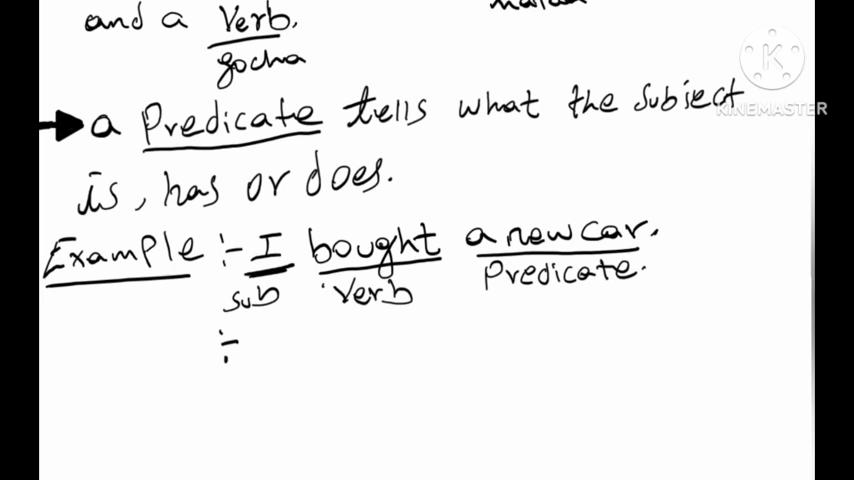 and a Verb.
gocha
K
KINEMASTER
a Predicate tells what the subject
is, has or does.
Example :- I bought a new car.
sub Verb Predicate.
:-